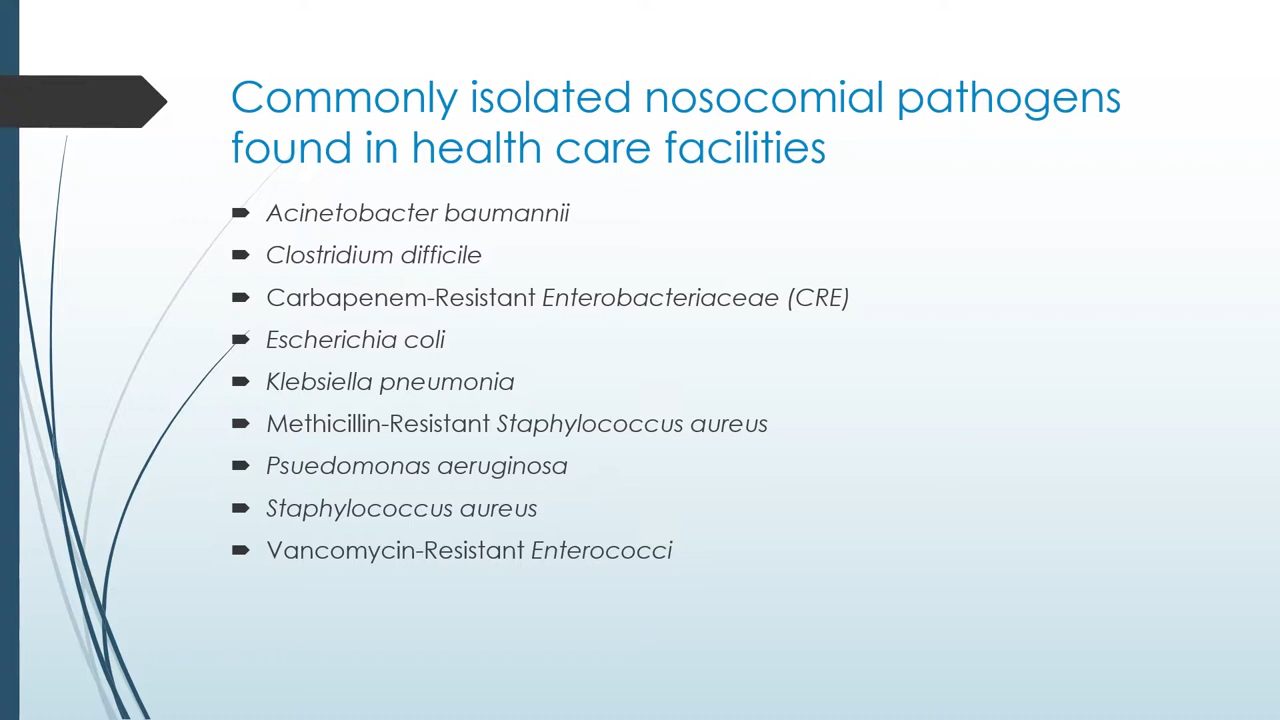 Commonly isolated nosocomial pathogens
found in health care facilities
Acinetobacter baumannii
Clostridium difficile
Carbapenem-Resistant Enterobacteriaceae (CRE)
Escherichia coli
Klebsiella pneumonia
Methicillin-Resistant Staphylococcus aureus
Psuedomonas aeruginosa
Staphylococcus aureus
Vancomycin-Resistant Enterococci